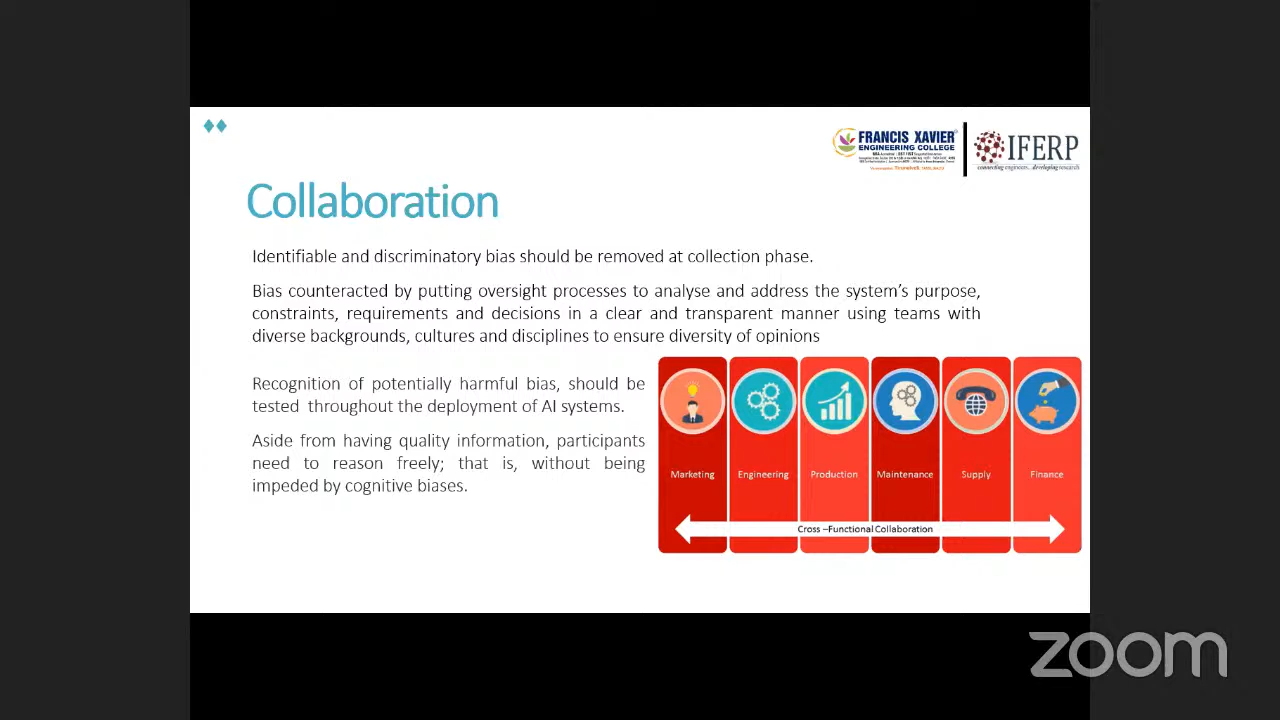 FRANCIS XAVIER
ENGINEERING COLLEGE
IFERP
connecting engineers...developing research
Collaboration
Identifiable and discriminatory bias should be removed at collection phase.
Bias counteracted by putting oversight processes to analyse and address the system's purpose,
constraints, requirements and decisions in a clear and transparent manner using teams with
diverse backgrounds, cultures and disciplines to ensure diversity of opinions
Recognition of potentially harmful bias, should be
tested throughout the deployment of AI systems.
Aside from having quality information, participants
need to reason freely; that is, without being
impeded by cognitive biases.
Marketing Engineering Production Maintenance Supply Finance
Cross –Functional Collaboration
zoom